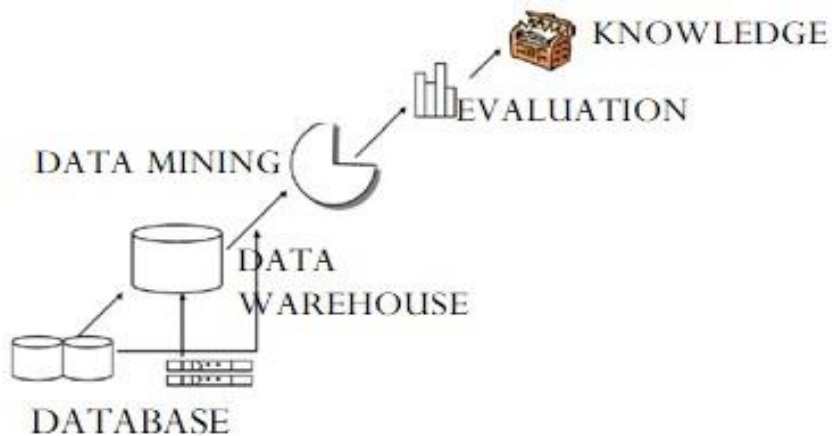 KNOWLEDGE
EVALUATION
DATA MINING
DATA
WAREHOUSE
DATABASE